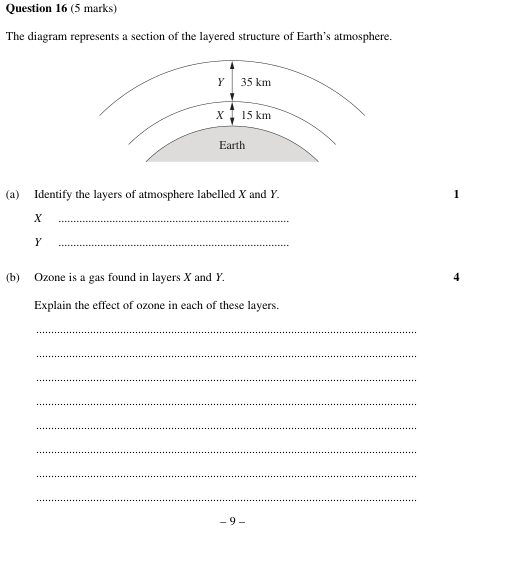 Question 16 (5 marks)
The diagram represents a section of the layered structure of Earth's atmosphere.
Y 35 km
X 15 km
Earth
(a) Identify the layers of atmosphere labelled X and Y. 1
X ..............................................................................
Y ..............................................................................
(b) Ozone is a gas found in layers X and Y. 4
Explain the effect of ozone in each of these layers.
– 9 –